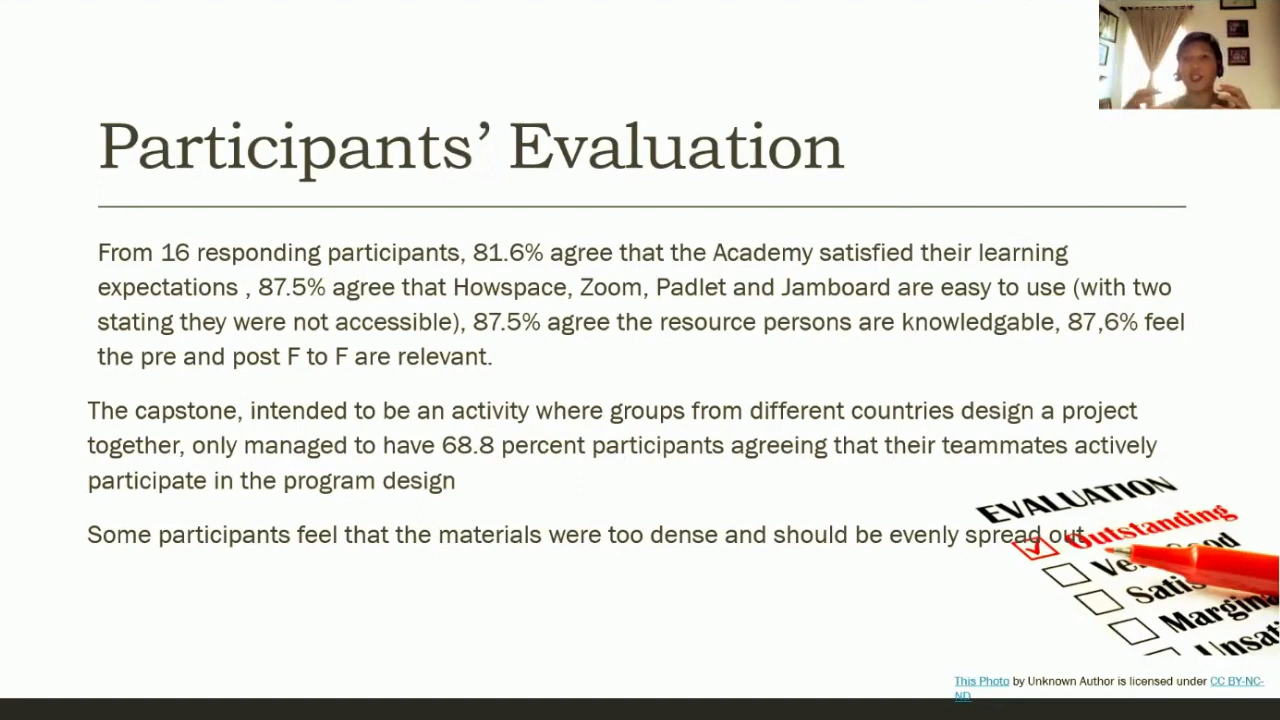 Participants’ Evaluation
From 16 responding participants, 81.6% agree that the Academy satisfied their learning
expectations , 87.5% agree that Howspace, Zoom, Padlet and Jamboard are easy to use (with two
stating they were not accessible), 87.5% agree the resource persons are knowledgable, 87,6% feel
the pre and post F to F are relevant.
The capstone, intended to be an activity where groups from different countries design a project
together, only managed to have 68.8 percent participants agreeing that their teammates actively
participate in the program design
Some participants feel that the materials were too dense and should be evenly spread out
EVALUATION
Outstanding
This Photo by Unknown Author is licensed under CC BY-NC-
ND